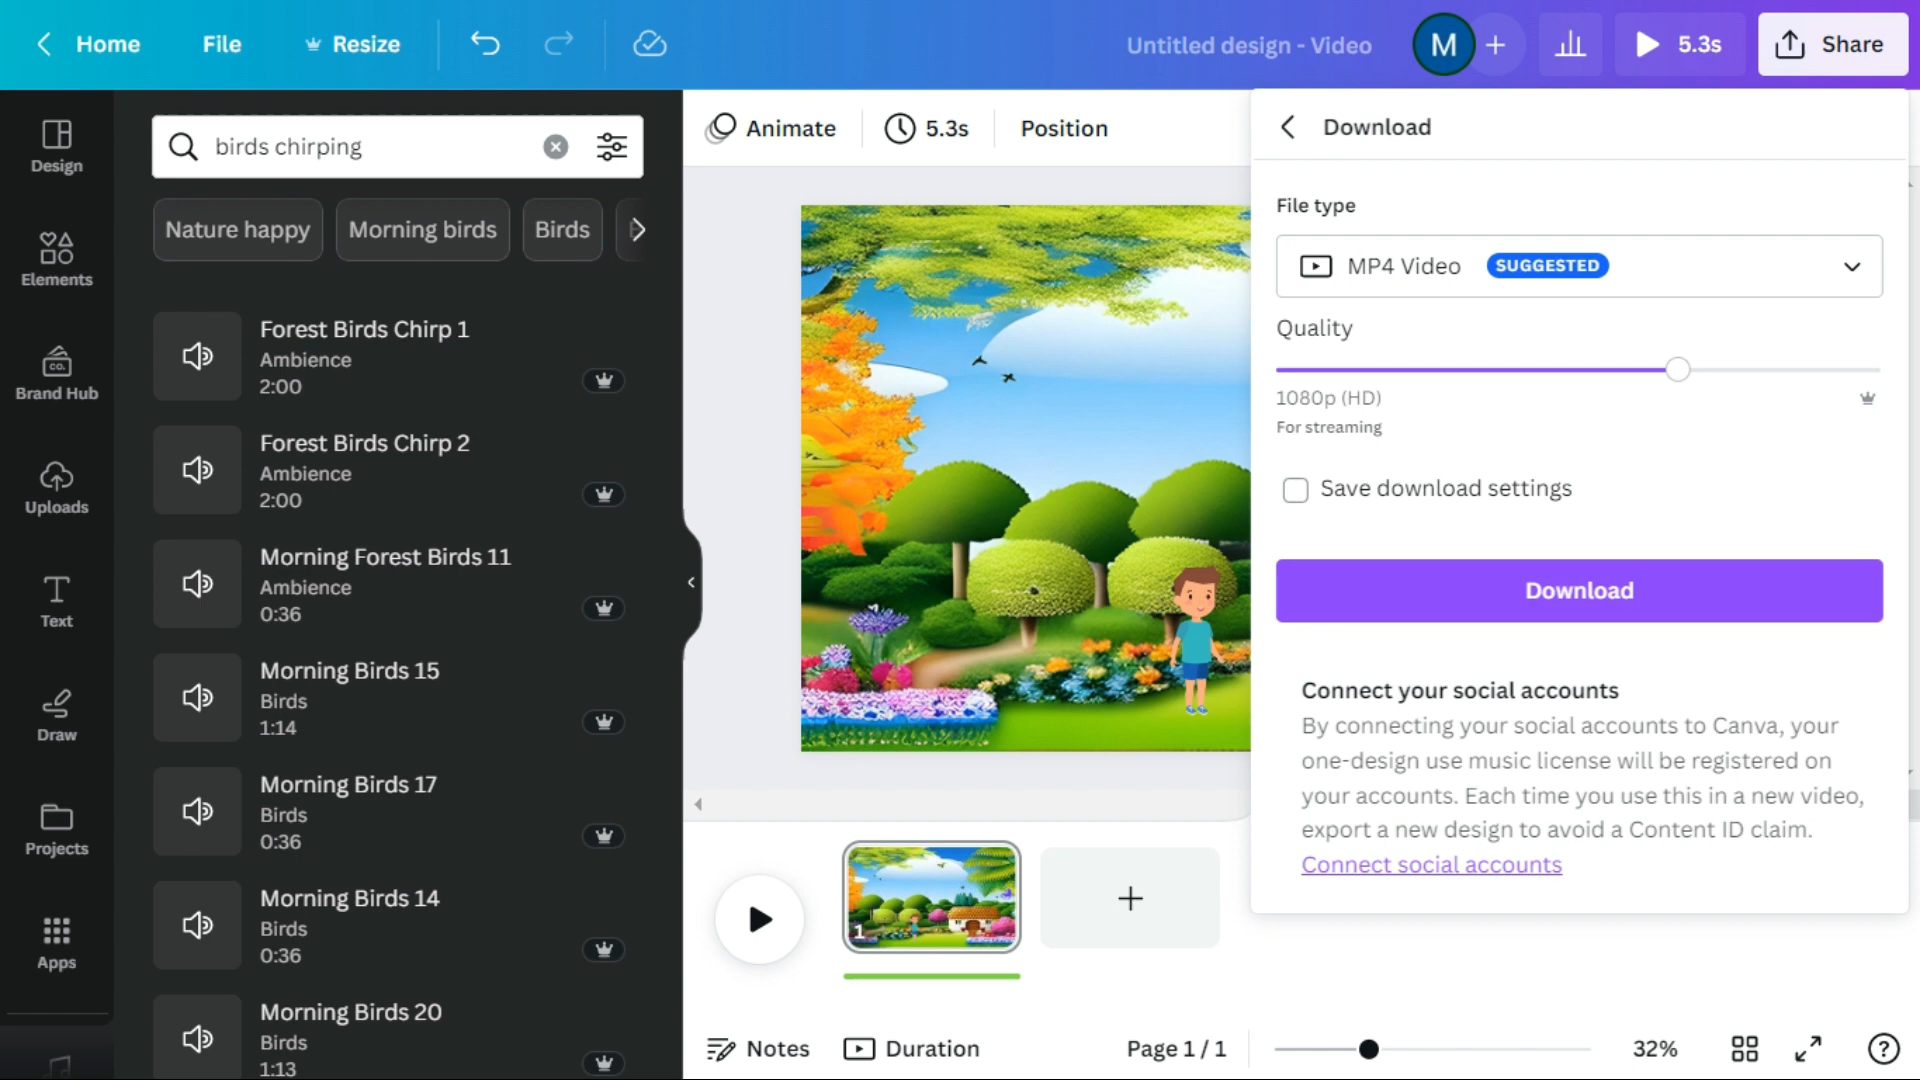 Home
File
Resize
Untitled design - Video
M
5.3s
Share
Design
Elements
CO.
Brand Hub
Uploads
Text
Draw
Projects
Apps
birds chirping
Nature happy
Morning birds
Birds
Forest Birds Chirp 1
Ambience
2:00
Forest Birds Chirp 2
Ambience
2:00
Morning Forest Birds 11
Ambience
0:36
Morning Birds 15
Birds
1:14
Morning Birds 17
Birds
0:36
Morning Birds 14
Birds
0:36
Morning Birds 20
Birds
1:13
Animate
5.3s
Position
Download
File type
MP4 Video SUGGESTED
Quality
1080p (HD)
For streaming
Save download settings
Download
Connect your social accounts
By connecting your social accounts to Canva, your
one-design use music license will be registered on
your accounts. Each time you use this in a new video,
export a new design to avoid a Content ID claim.
Connect social accounts
1
Notes
Duration
Page 1 / 1
32%